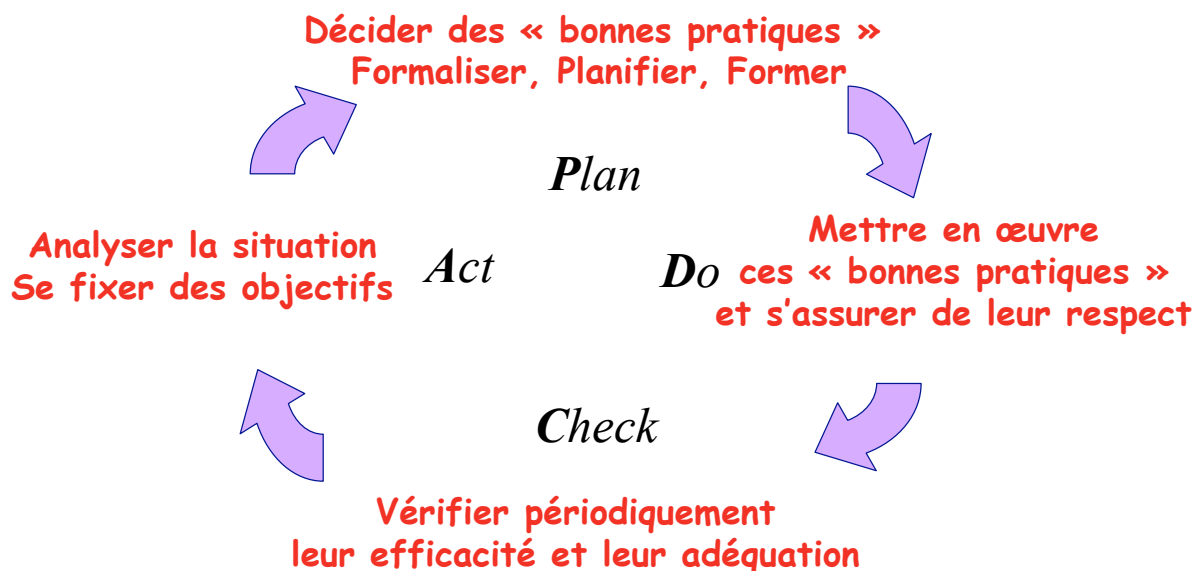 Décider des « bonnes pratiques »
Formaliser, Planifier, Former
Plan
Analyser la situation
Se fixer des objectifs
Act
Do
Mettre en œuvre
ces « bonnes pratiques »
et s'assurer de leur respect
Check
Vérifier périodiquement
leur efficacité et leur adéquation